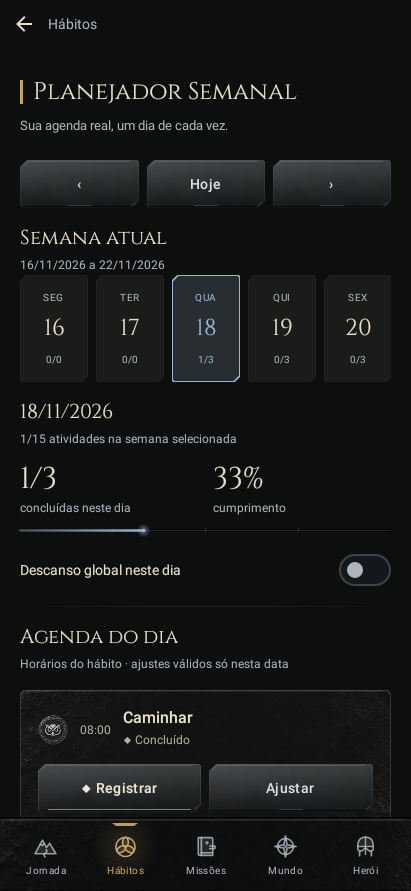 Hábitos
Planejador Semanal
Sua agenda real, um dia de cada vez.
‹ Hoje ›
Semana atual
16/11/2026 a 22/11/2026
SEG TER QUA QUI SEX
16 17 18 19 20
0/0 0/0 1/3 0/3 0/3
18/11/2026
1/15 atividades na semana selecionada
1/3 33%
concluídas neste dia cumprimento
Descanso global neste dia
Agenda do dia
Horários do hábito · ajustes válidos só nesta data
Caminhar
08:00
◆ Concluído
◆ Registrar Ajustar
Jornada Hábitos Missões Mundo Herói